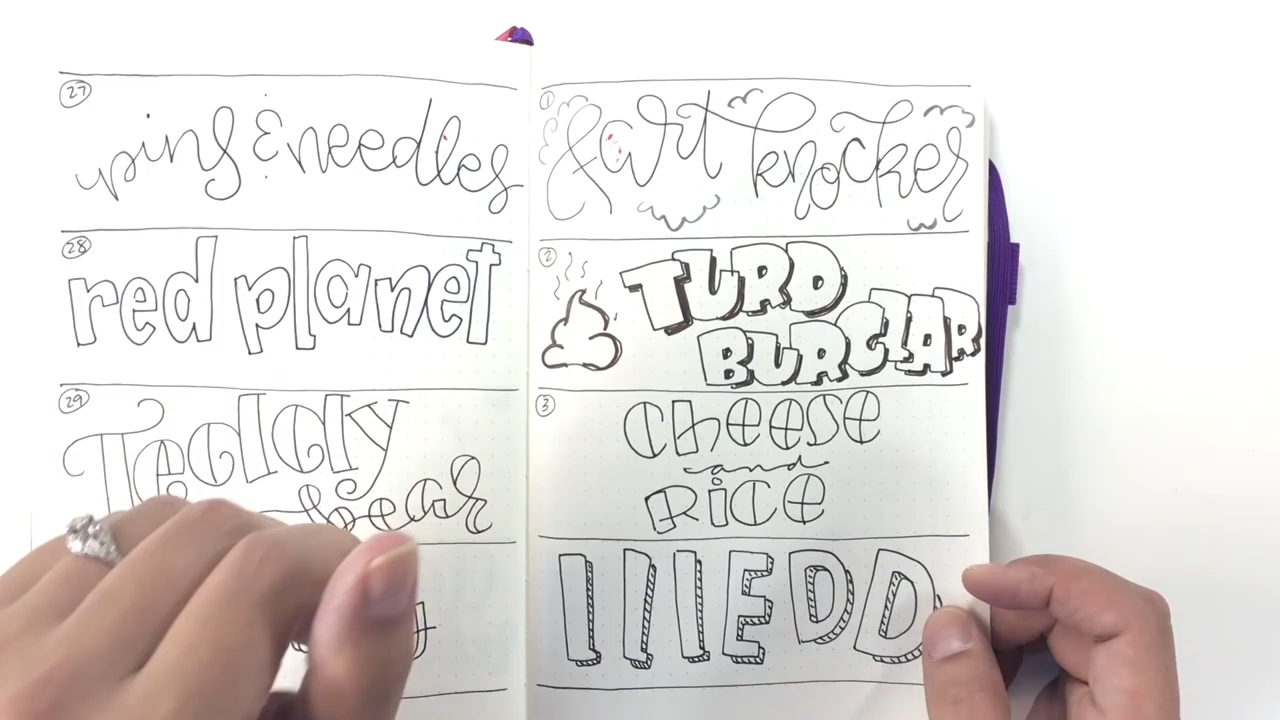 27
pins & needles
28
red planet
29
Teddy
bear
1
fart knocker
2
TURD
BURGLAR
3
cheese
and
RiCE